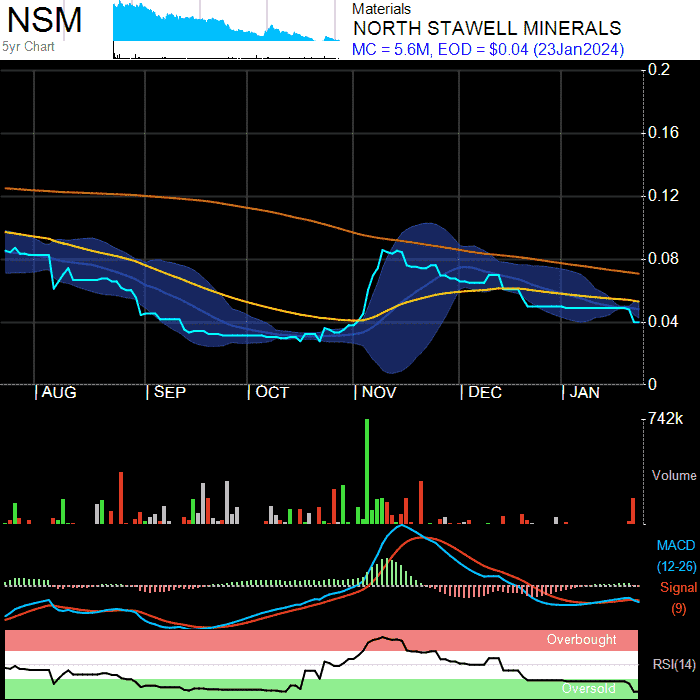 NSM
5yr Chart
Materials
NORTH STAWELL MINERALS
MC = 5.6M, EOD = $0.04 (23Jan2024)
0.2
0.16
0.12
0.08
0.04
0
AUG SEP OCT NOV DEC JAN
742k
Volume
MACD
(12-26)
Signal
(9)
Overbought
RSI(14)
Oversold